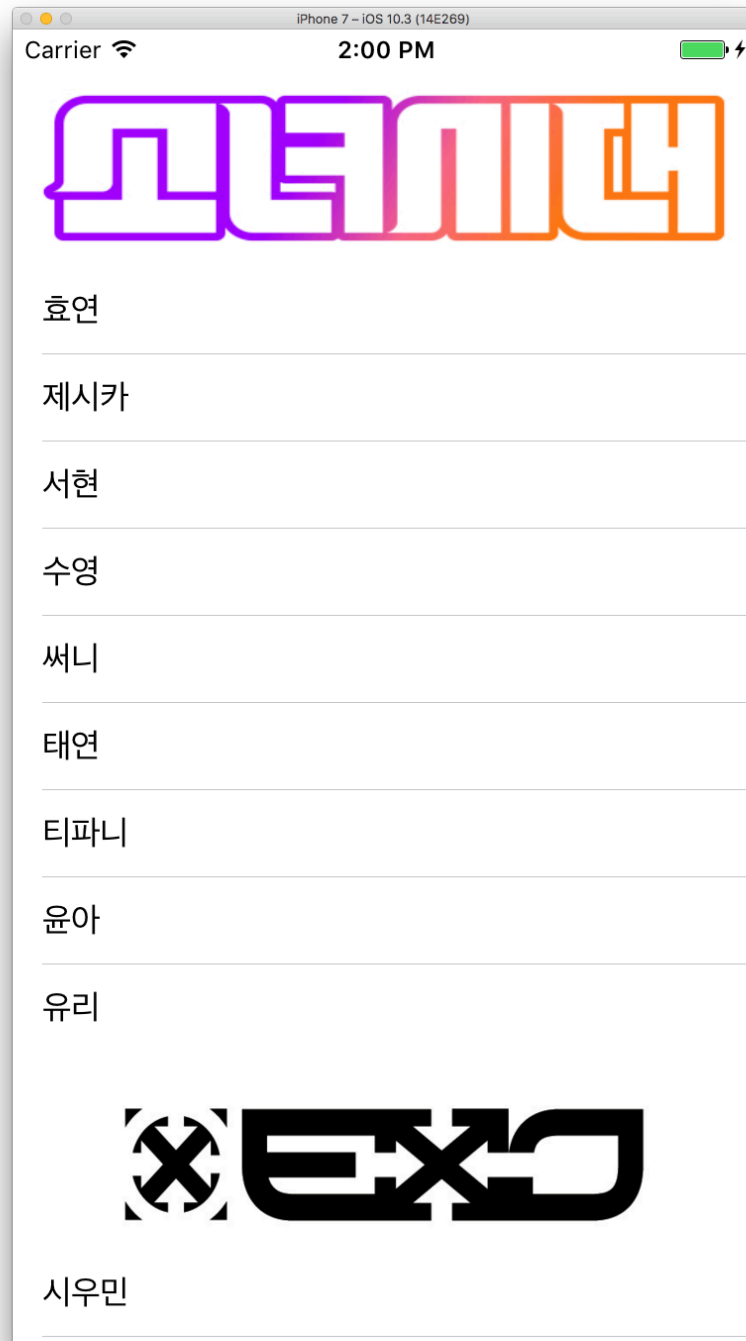 iPhone 7 – iOS 10.3 (14E269)
Carrier 2:00 PM
소녀시대
효연
제시카
서현
수영
써니
태연
티파니
윤아
유리
EXO
시우민